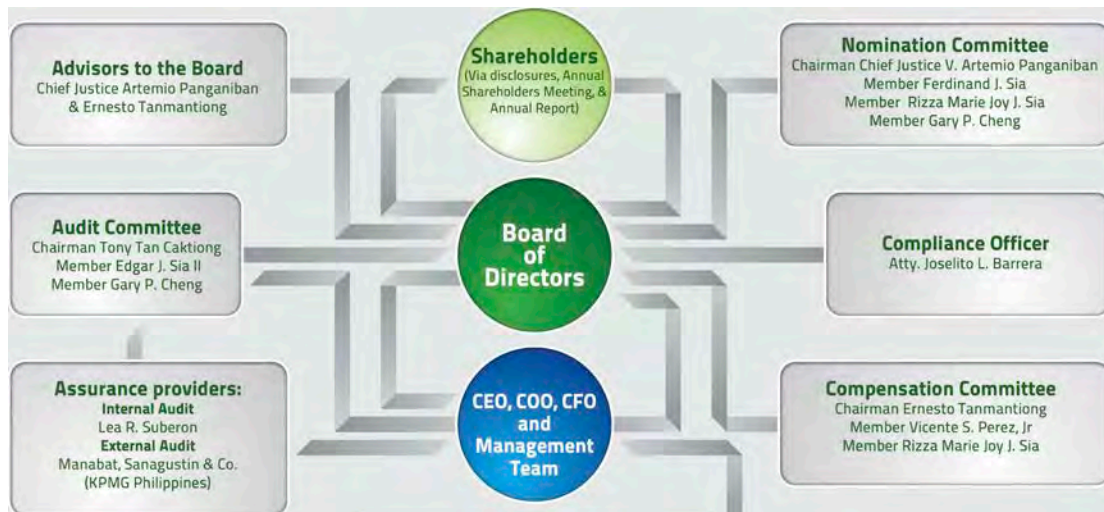 Advisors to the Board
Chief Justice Artemio Panganiban
& Ernesto Tanmantiong
Shareholders
(Via disclosures, Annual
Shareholders Meeting, &
Annual Report)
Nomination Committee
Chairman Chief Justice V. Artemio Panganiban
Member Ferdinand J. Sia
Member Rizza Marie Joy J. Sia
Member Gary P. Cheng
Audit Committee
Chairman Tony Tan Caktiong
Member Edgar J. Sia II
Member Gary P. Cheng
Board
of
Directors
Compliance Officer
Atty. Joselito L. Barrera
Assurance providers:
Internal Audit
Lea R. Suberon
External Audit
Manabat, Sanagustin & Co.
(KPMG Philippines)
CEO, COO, CFO
and
Management
Team
Compensation Committee
Chairman Ernesto Tanmantiong
Member Vicente S. Perez, Jr
Member Rizza Marie Joy J. Sia